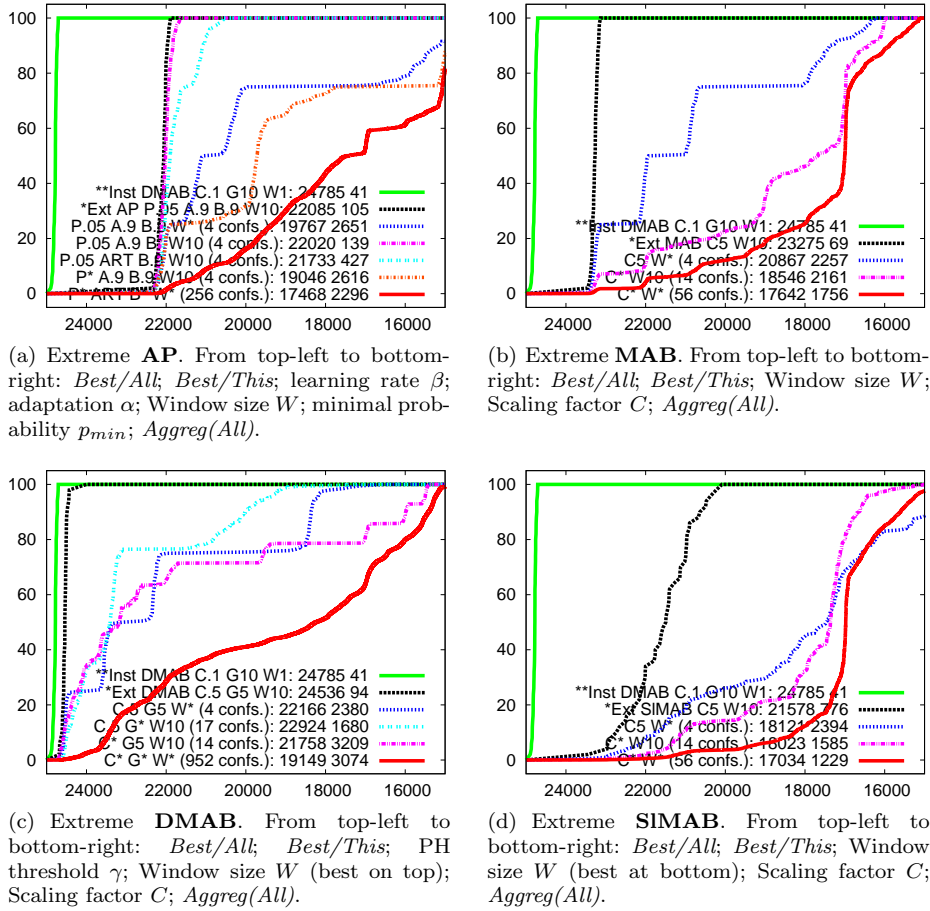 100
80
60
40
20
0
**Inst DMAB C.1 G10 W1: 24785 41
*Ext AP P.05 A.9 B.9 W10: 22085 105
P.05 A.9 W* (4 confs.): 19767 2651
P.05 A.9 W10 (4 confs.): 22020 139
P.05 ART W10 (4 confs.): 21733 427
P* A.9 B.9 W10 (4 confs.): 19046 2616
P* ART B* W* (256 confs.): 17468 2296
24000 22000 20000 18000 16000
(a) Extreme AP. From top-left to bottom-
right: Best/All; Best/This; learning rate β;
adaptation α; Window size W; minimal prob-
ability pmin; Aggreg(All).
100
80
60
40
20
0
**Inst DMAB C.1 G10 W1: 24785 41
*Ext MAB C5 W10: 23275 69
C5 W* (4 confs.): 20867 2257
C* W10 (14 confs.): 18546 2161
C* W* (56 confs.): 17642 1756
24000 22000 20000 18000 16000
(b) Extreme MAB. From top-left to bottom-
right: Best/All; Best/This; Window size W;
Scaling factor C; Aggreg(All).
100
80
60
40
20
0
**Inst DMAB C.1 G10 W1: 24785 41
*Ext DMAB C.5 G5 W10: 24536 94
C.5 G5 W* (4 confs.): 22166 2380
C.5 G* W10 (17 confs.): 22924 1680
C* G5 W10 (14 confs.): 21758 3209
C* G* W* (952 confs.): 19149 3074
24000 22000 20000 18000 16000
(c) Extreme DMAB. From top-left to
bottom-right: Best/All; Best/This; PH
threshold γ; Window size W (best on top);
Scaling factor C; Aggreg(All).
100
80
60
40
20
0
**Inst DMAB C.1 G10 W1: 24785 41
*Ext SlMAB C5 W10: 21578 776
C5 W* (4 confs.): 18121 2394
C* W10 (14 confs.): 18023 1585
C* W* (56 confs.): 17034 1229
24000 22000 20000 18000 16000
(d) Extreme SlMAB. From top-left to
bottom-right: Best/All; Best/This; Window
size W (best at bottom); Scaling factor C;
Aggreg(All).